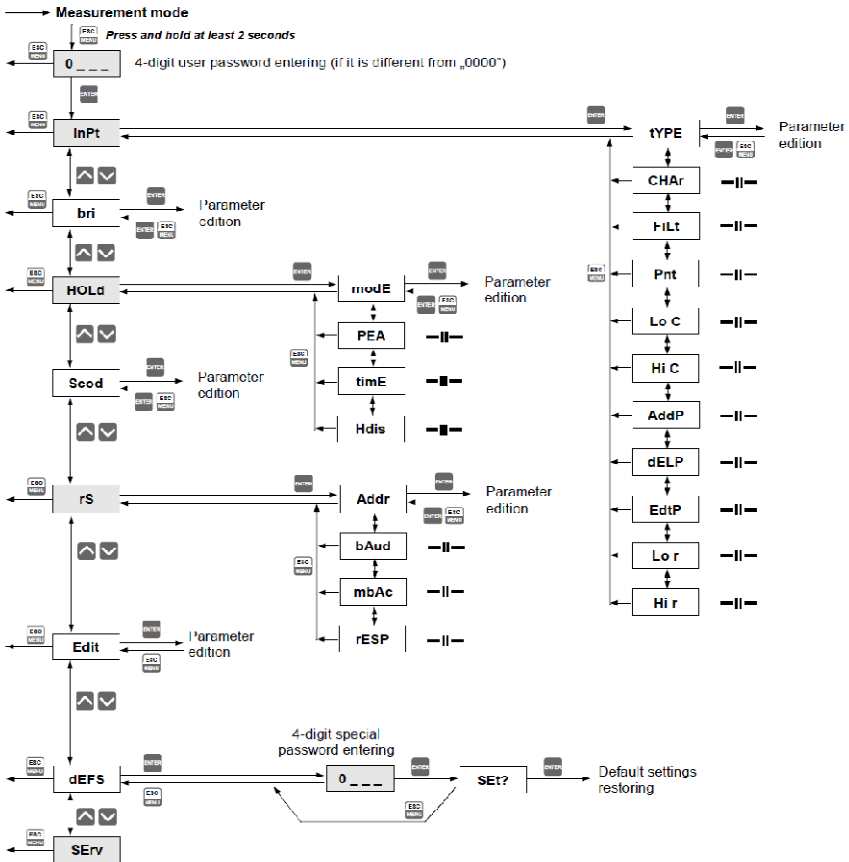 Measurement mode
ESC
MENU
Press and hold at least 2 seconds
ESC
MENU
0 _ _ _
4-digit user password entering (if it is different from „0000”)
ENTER
ESC
MENU
InPt
ENTER
tYPE
ENTER
ENTER
ESC
MENU
Parameter
edition
CHAr
ESC
MENU
bri
ENTER
ENTER
ESC
MENU
Parameter
edition
FiLt
ESC
MENU
HOLd
ENTER
modE
ENTER
ENTER
ESC
MENU
Parameter
edition
ESC
MENU
Pnt
PEA
Lo C
ESC
MENU
timE
Hi C
ESC
MENU
Scod
ENTER
ENTER
ESC
MENU
Parameter
edition
Hdis
AddP
dELP
ESC
MENU
rS
ENTER
Addr
ENTER
ENTER
ESC
MENU
Parameter
edition
EdtP
bAud
Lo r
ESC
MENU
mbAc
Hi r
rESP
ESC
MENU
Edit
ENTER
ESC
MENU
Parameter
edition
4-digit special
password entering
ESC
MENU
dEFS
ENTER
ESC
MENU
0 _ _ _
ENTER
ESC
MENU
SEt?
ENTER
Default settings
restoring
ESC
MENU
SErv